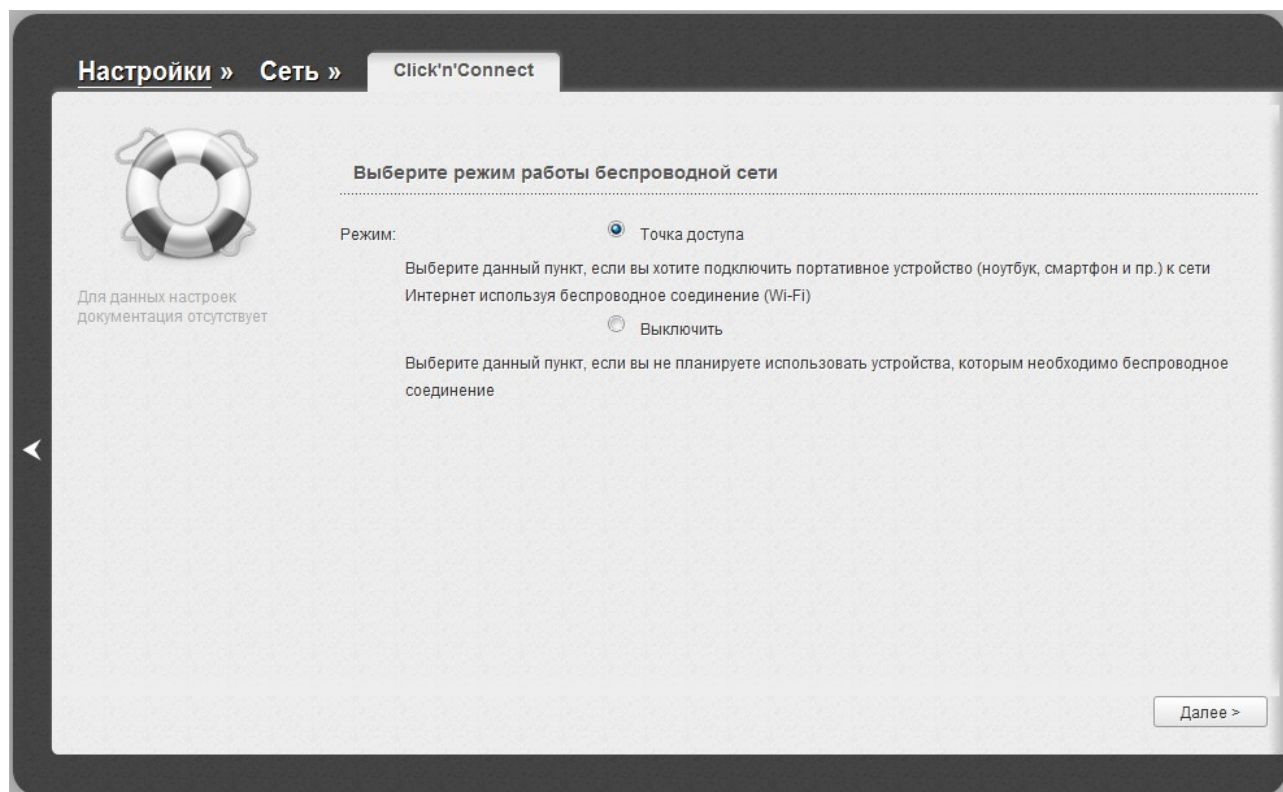 Настройки » Сеть » Click'n'Connect
Выберите режим работы беспроводной сети
Для данных настроек
документация отсутствует
Режим: Точка доступа
Выберите данный пункт, если вы хотите подключить портативное устройство (ноутбук, смартфон и пр.) к сети
Интернет используя беспроводное соединение (Wi-Fi)
Выключить
Выберите данный пункт, если вы не планируете использовать устройства, которым необходимо беспроводное
соединение
Далее >